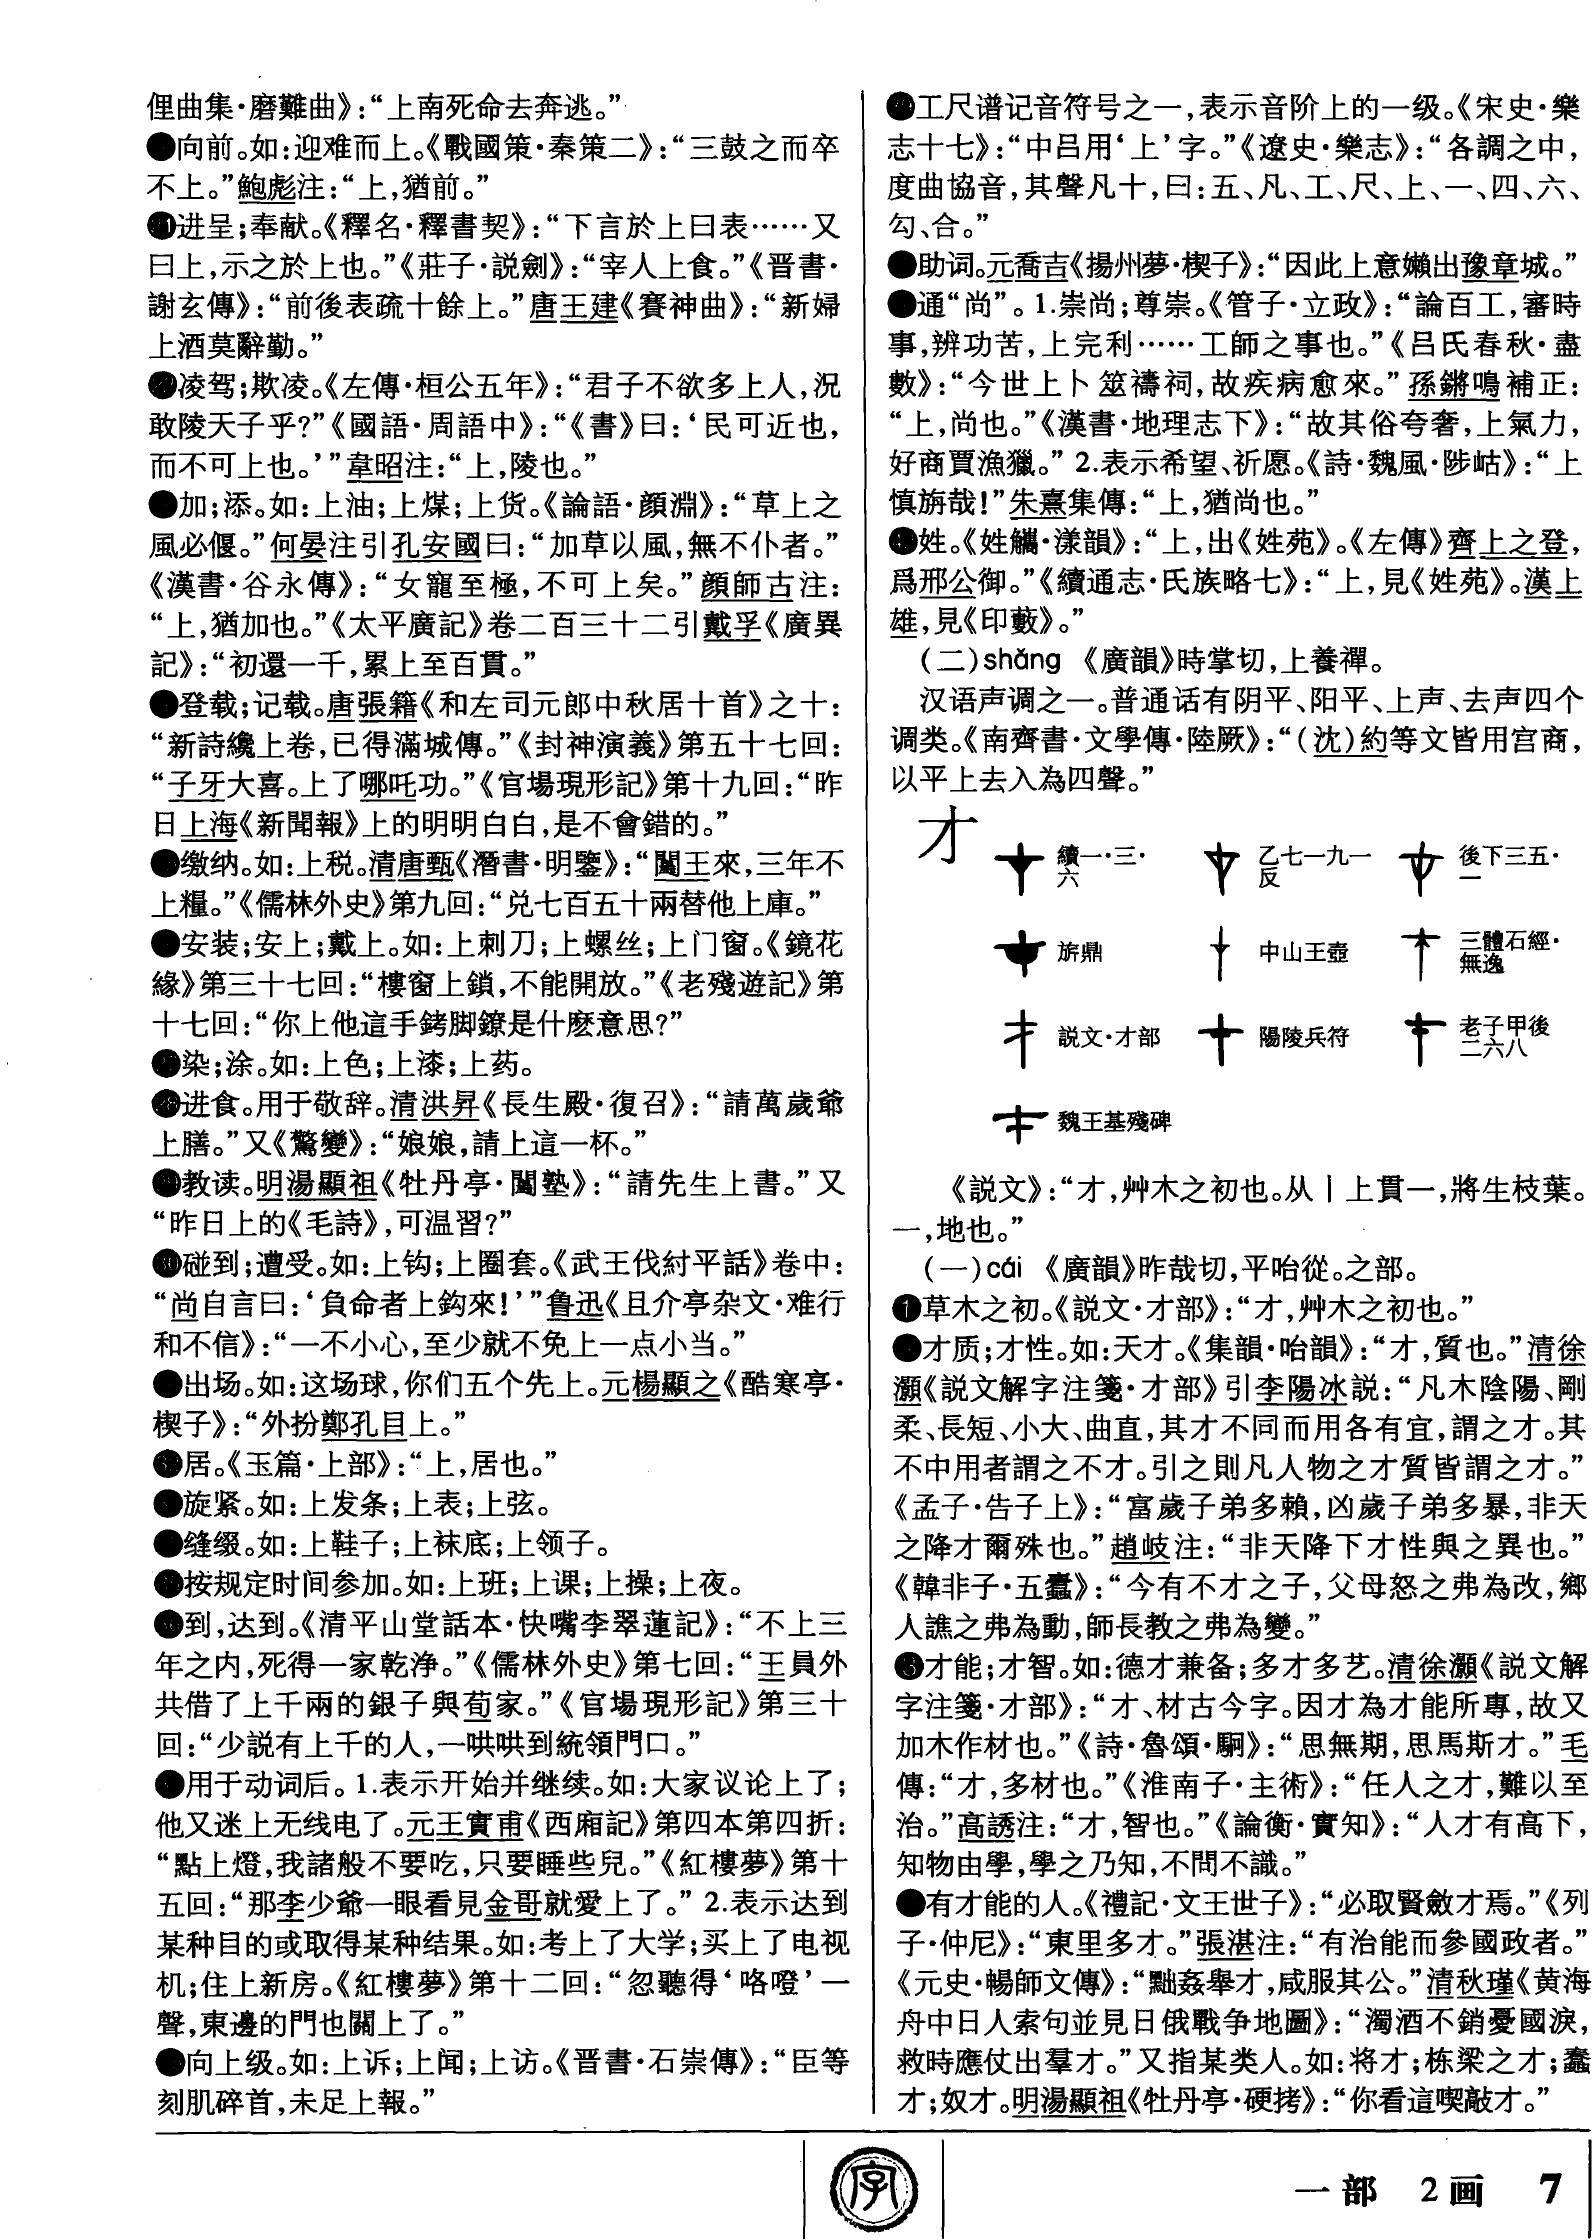 俚曲集·磨難曲》：“上南死命去奔逃。”
●向前。如：迎难而上。《戰國策·秦策二》：“三鼓之而卒
不上。”鮑彪注：“上，猶前。”
㉑进呈；奉献。《釋名·釋書契》：“下言於上曰表……又
曰上，示之於上也。”《莊子·説劍》：“宰人上食。”《晋書·
謝玄傳》：“前後表疏十餘上。”唐王建《賽神曲》：“新婦
上酒莫辭勤。”
㉒凌驾；欺凌。《左傳·桓公五年》：“君子不欲多上人，況
敢陵天子乎？”《國語·周語中》：“《書》曰：‘民可近也，
而不可上也。’”韋昭注：“上，陵也。”
●加；添。如：上油；上煤；上货。《論語·顔淵》：“草上之
風必偃。”何晏注引孔安國曰：“加草以風，無不仆者。”
《漢書·谷永傳》：“女寵至極，不可上矣。”顔師古注：
“上，猶加也。”《太平廣記》卷二百三十二引戴孚《廣異
記》：“初還一千，累上至百貫。”
●登载；记载。唐張籍《和左司元郎中秋居十首》之十：
“新詩纔上卷，已得滿城傳。”《封神演義》第五十七回：
“子牙大喜。上了哪吒功。”《官場現形記》第十九回：“昨
日上海《新聞報》上的明明白白，是不會錯的。”
●缴纳。如：上税。清唐甄《潛書·明鑒》：“闖王來，三年不
上糧。”《儒林外史》第九回：“兑七百五十兩替他上庫。”
●安装；安上；戴上。如：上刺刀；上螺丝；上门窗。《鏡花
緣》第三十七回：“樓窗上鎖，不能開放。”《老殘遊記》第
十七回：“你上他這手銬脚鐐是什麽意思？”
●染；涂。如：上色；上漆；上药。
●进食。用于敬辞。清洪昇《長生殿·復召》：“請萬歲爺
上膳。”又《驚變》：“娘娘，請上這一杯。”
●教读。明湯顯祖《牡丹亭·閨塾》：“請先生上書。”又
“昨日上的《毛詩》，可温習？”
●碰到；遭受。如：上钩；上圈套。《武王伐紂平話》卷中：
“尚自言曰：‘負命者上鈎來！’”鲁迅《且介亭杂文·难行
和不信》：“一不小心，至少就不免上一点小当。”
●出场。如：这场球，你们五个先上。元楊顯之《酷寒亭·
楔子》：“外扮鄭孔目上。”
●居。《玉篇·上部》：“上，居也。”
●旋紧。如：上发条；上表；上弦。
●缝缀。如：上鞋子；上袜底；上领子。
●按规定时间参加。如：上班；上课；上操；上夜。
●到，达到。《清平山堂話本·快嘴李翠蓮記》：“不上三
年之内，死得一家乾净。”《儒林外史》第七回：“王員外
共借了上千兩的銀子與荀家。”《官場現形記》第三十
回：“少説有上千的人，一哄哄到統領門口。”
●用于动词后。1.表示开始并继续。如：大家议论上了；
他又迷上无线电了。元王實甫《西廂記》第四本第四折：
“點上燈，我諸般不要吃，只要睡些兒。”《紅樓夢》第十
五回：“那李少爺一眼看見金哥就愛上了。”2.表示达到
某种目的或取得某种结果。如：考上了大学；买上了电视
机；住上新房。《紅樓夢》第十二回：“忽聽得‘咯噔’一
聲，東邊的門也關上了。”
●向上级。如：上诉；上闻；上访。《晋書·石崇傳》：“臣等
刻肌碎首，未足上報。”
●工尺谱记音符号之一，表示音阶上的一级。《宋史·樂
志十七》：“中吕用‘上’字。”《遼史·樂志》：“各調之中，
度曲協音，其聲凡十，曰：五、凡、工、尺、上、一、四、六、
勾、合。”
●助词。元喬吉《揚州夢·楔子》：“因此上意嬾出豫章城。”
●通“尚”。1.崇尚；尊崇。《管子·立政》：“論百工，審時
事，辨功苦，上完利……工師之事也。”《吕氏春秋·盡
數》：“今世上卜筮禱祠，故疾病愈來。”孫鏘鳴補正：
“上，尚也。”《漢書·地理志下》：“故其俗夸奢，上氣力，
好商賈漁獵。”2.表示希望、祈愿。《詩·魏風·陟岵》：“上
慎旃哉！”朱熹集傳：“上，猶尚也。”
●姓。《姓觿·漾韻》：“上，出《姓苑》。《左傳》齊上之登，
爲邢公御。”《續通志·氏族略七》：“上，見《姓苑》。漢上
雄，見《印藪》。”
（二）shǎng 《廣韻》時掌切，上養禪。
汉语声调之一。普通话有阴平、阳平、上声、去声四个
调类。《南齊書·文學傳·陸厥》：“（沈）約等文皆用宫商，
以平上去入為四聲。”
才 續一·三·六 乙七一九一反 後下三五·一
旂鼎 中山王壺 三體石經·無逸
説文·才部 陽陵兵符 老子甲後二六八
魏王基殘碑
《説文》：“才，艸木之初也。从丨上貫一，將生枝葉。
一，地也。”
（一）cái 《廣韻》昨哉切，平咍從。之部。
❶草木之初。《説文·才部》：“才，艸木之初也。”
●才质；才性。如：天才。《集韻·咍韻》：“才，質也。”清徐
灝《説文解字注箋·才部》引李陽冰説：“凡木陰陽、剛
柔、長短、小大、曲直，其才不同而用各有宜，謂之才。其
不中用者謂之不才。引之則凡人物之才質皆謂之才。”
《孟子·告子上》：“富歲子弟多賴，凶歲子弟多暴，非天
之降才爾殊也。”趙岐注：“非天降下才性與之異也。”
《韓非子·五蠹》：“今有不才之子，父母怒之弗為改，鄉
人譙之弗為動，師長教之弗為變。”
❸才能；才智。如：德才兼备；多才多艺。清徐灝《説文解
字注箋·才部》：“才、材古今字。因才為才能所專，故又
加木作材也。”《詩·魯頌·駉》：“思無期，思馬斯才。”毛
傳：“才，多材也。”《淮南子·主術》：“任人之才，難以至
治。”高誘注：“才，智也。”《論衡·實知》：“人才有高下，
知物由學，學之乃知，不問不識。”
●有才能的人。《禮記·文王世子》：“必取賢斂才焉。”《列
子·仲尼》：“東里多才。”張湛注：“有治能而參國政者。”
《元史·暢師文傳》：“黜姦舉才，咸服其公。”清秋瑾《黄海
舟中日人索句並見日俄戰争地圖》：“濁酒不銷憂國淚，
救時應仗出羣才。”又指某类人。如：将才；栋梁之才；蠢
才；奴才。明湯顯祖《牡丹亭·硬拷》：“你看這喫敲才。”
字
一部 2画 7